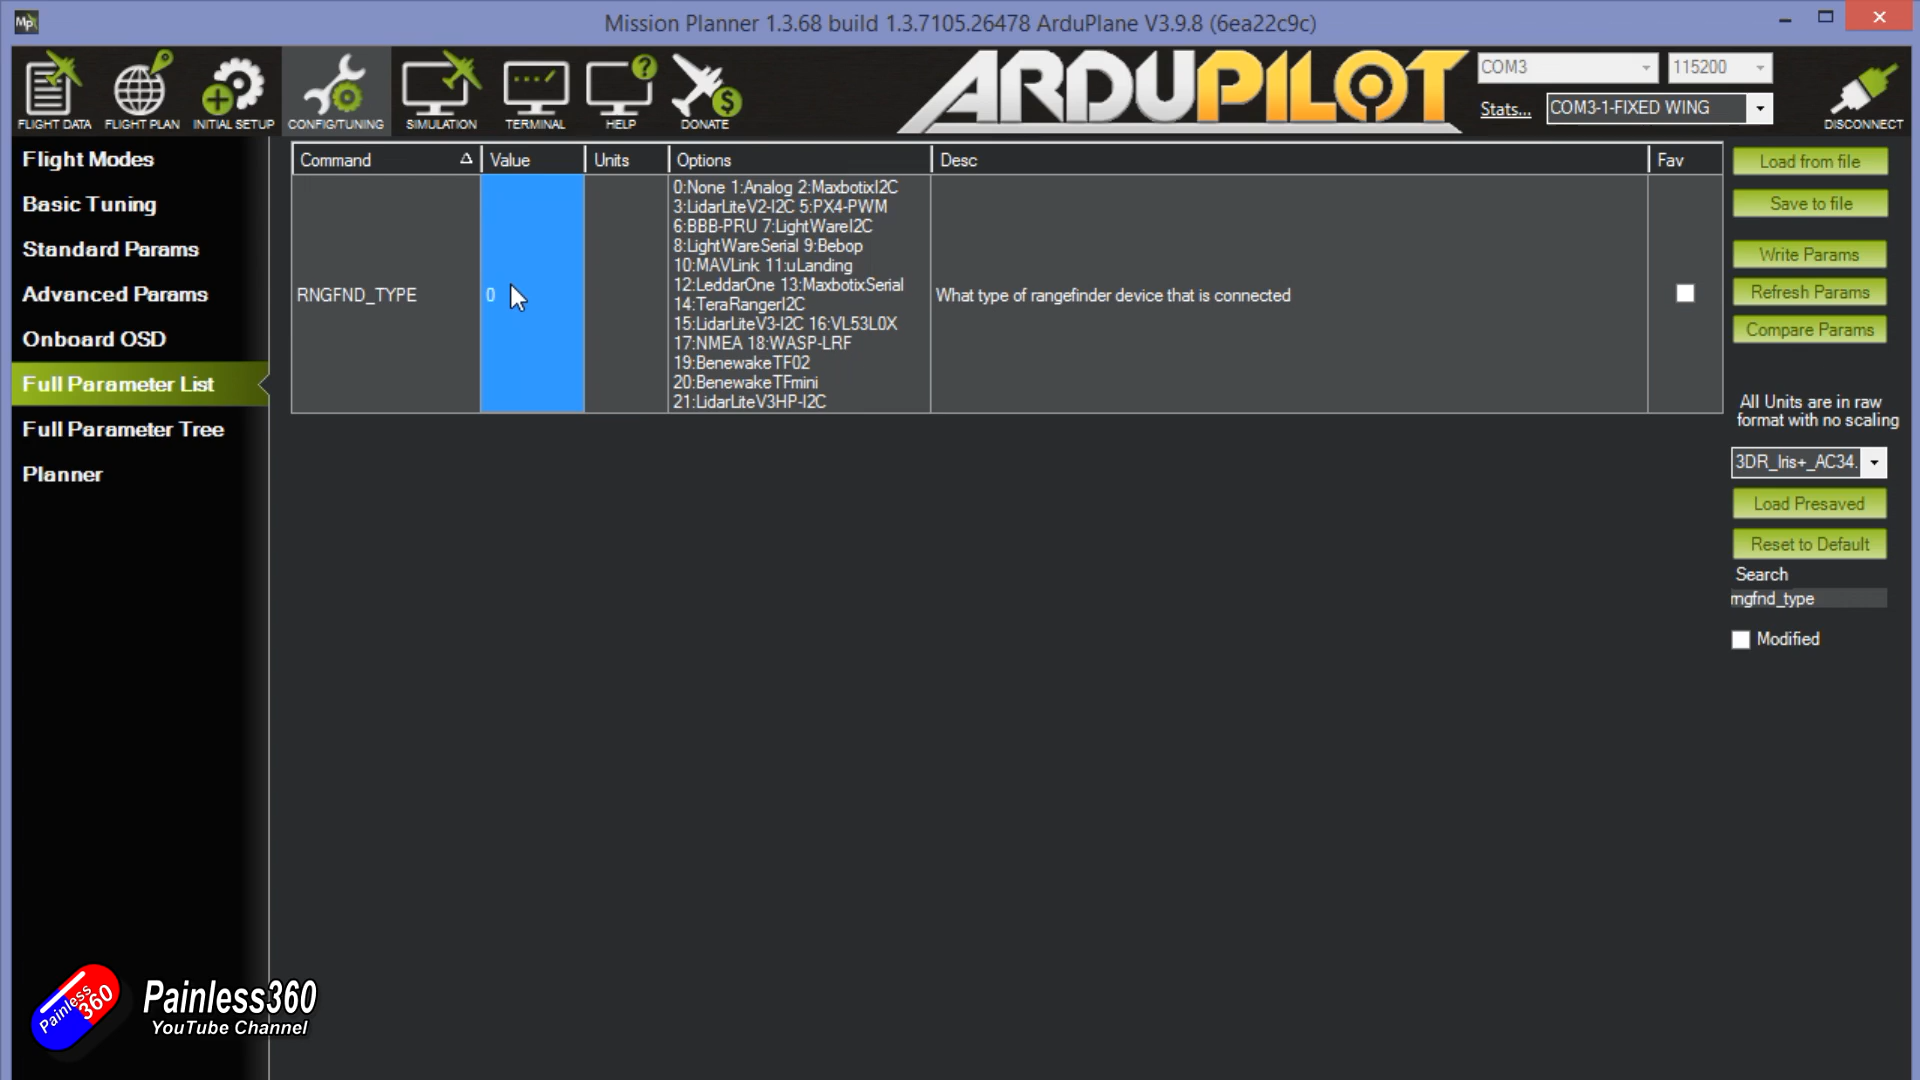 Mp
Mission Planner 1.3.68 build 1.3.7105.26478 ArduPlane V3.9.8 (6ea22c9c)
FLIGHT DATA
FLIGHT PLAN
INITIAL SETUP
CONFIG/TUNING
SIMULATION
TERMINAL
HELP
DONATE
ARDUPILOT
COM3
115200
Stats...
COM3-1-FIXED WING
DISCONNECT
Flight Modes
Basic Tuning
Standard Params
Advanced Params
Onboard OSD
Full Parameter List
Full Parameter Tree
Planner
Command
Value
Units
Options
Desc
Fav
RNGFND_TYPE
0
0:None 1:Analog 2:MaxbotixI2C
3:LidarLiteV2-I2C 5:PX4-PWM
6:BBB-PRU 7:LightWareI2C
8:LightWareSerial 9:Bebop
10:MAVLink 11:uLanding
12:LeddarOne 13:MaxbotixSerial
14:TeraRangerI2C
15:LidarLiteV3-I2C 16:VL53L0X
17:NMEA 18:WASP-LRF
19:BenewakeTF02
20:BenewakeTFmini
21:LidarLiteV3HP-I2C
What type of rangefinder device that is connected
Load from file
Save to file
Write Params
Refresh Params
Compare Params
All Units are in raw
format with no scaling
3DR_Iris+_AC34.
Load Presaved
Reset to Default
Search
rngfnd_type
Modified
Painless
360
Painless360
YouTube Channel